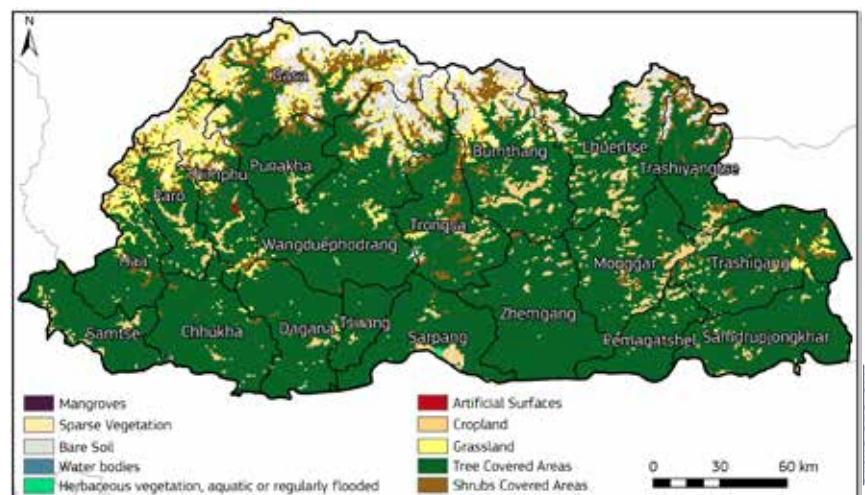 N
Gasa
Punakha
Thimphu
Paro
Haa
Wangduephodrang
Bumthang
Lhuentse
Trashiyangtse
Trongsa
Monggar
Trashigang
Samtse
Chhukha
Dagana
Tsirang
Sarpang
Zhemgang
Pemagatshel
Samdrupjongkhar
Mangroves
Sparse Vegetation
Bare Soil
Water bodies
Herbaceous vegetation, aquatic or regularly flooded
Artificial Surfaces
Cropland
Grassland
Tree Covered Areas
Shrubs Covered Areas
0 30 60 km